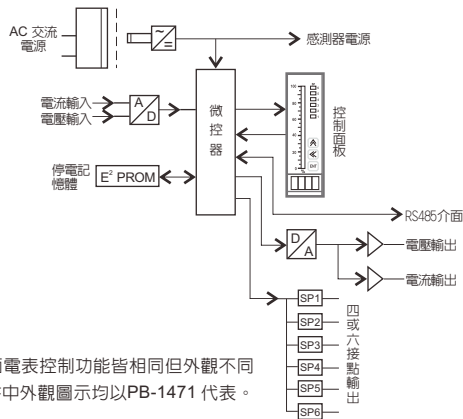 AC 交流
電源
感測器電源
電流輸入
電壓輸入
A
D
微
控
器
控
制
面
板
停電記
憶體
E² PROM
RS485介面
D
A
電壓輸出
電流輸出
SP1
SP2
SP3
SP4
SP5
SP6
四
或
六
接
點
輸
出
電表控制功能皆相同但外觀不同
中外觀圖示均以PB-1471 代表。